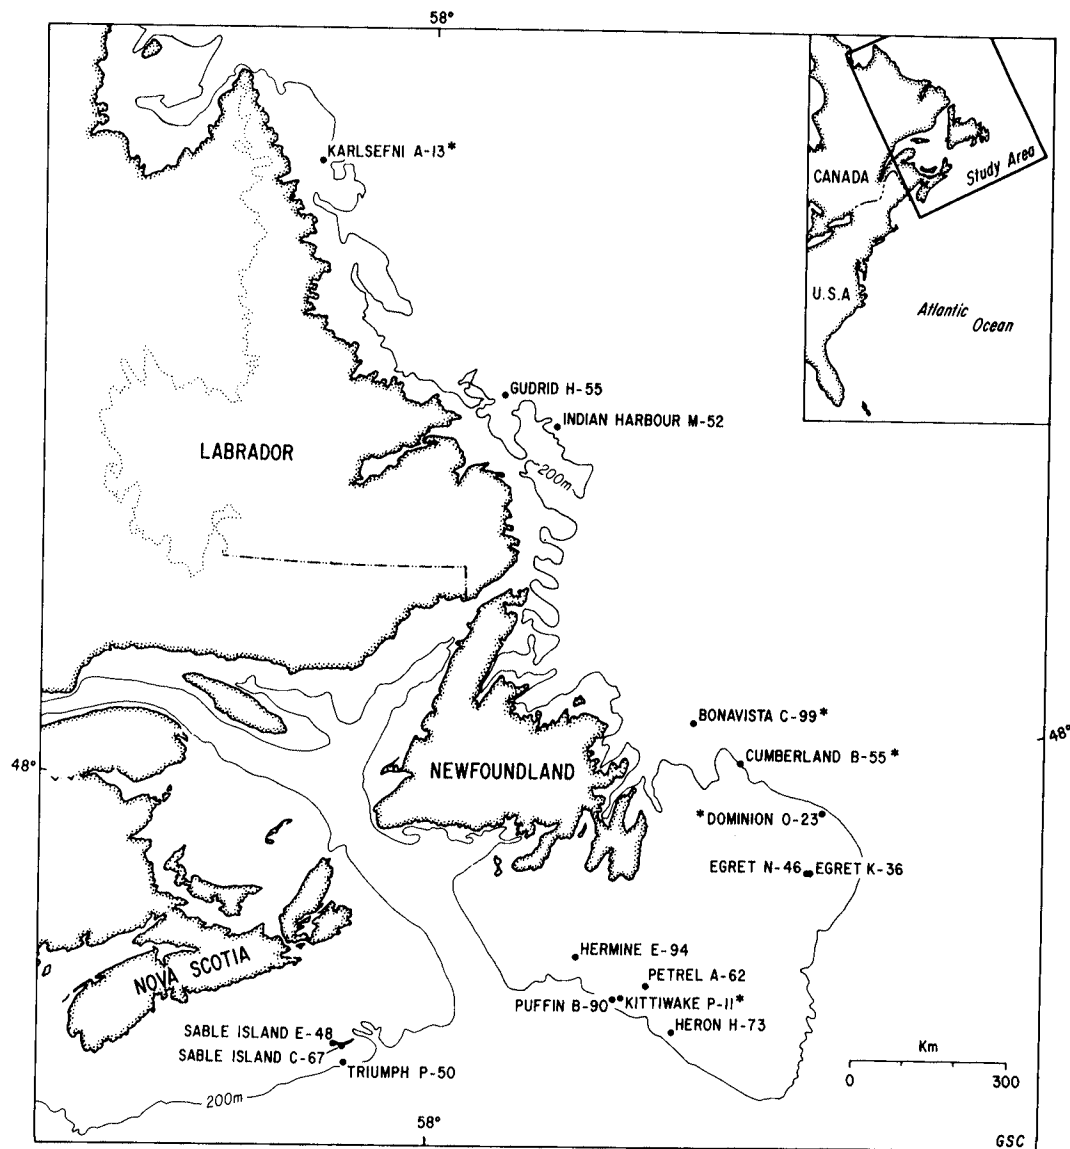 58°
KARLSEFNI A-13*
CANADA
Study Area
U.S.A
Atlantic
Ocean
GUDRID H-55
INDIAN HARBOUR M-52
LABRADOR
200m
BONAVISTA C-99*
48°
CUMBERLAND B-55*
48°
NEWFOUNDLAND
*DOMINION O-23
EGRET N-46 EGRET K-36
HERMINE E-94
NOVA SCOTIA
PETREL A-62
PUFFIN B-90 KITTIWAKE P-11*
HERON H-73
SABLE ISLAND E-48
SABLE ISLAND C-67
TRIUMPH P-50
Km
0 300
200m
58°
GSC